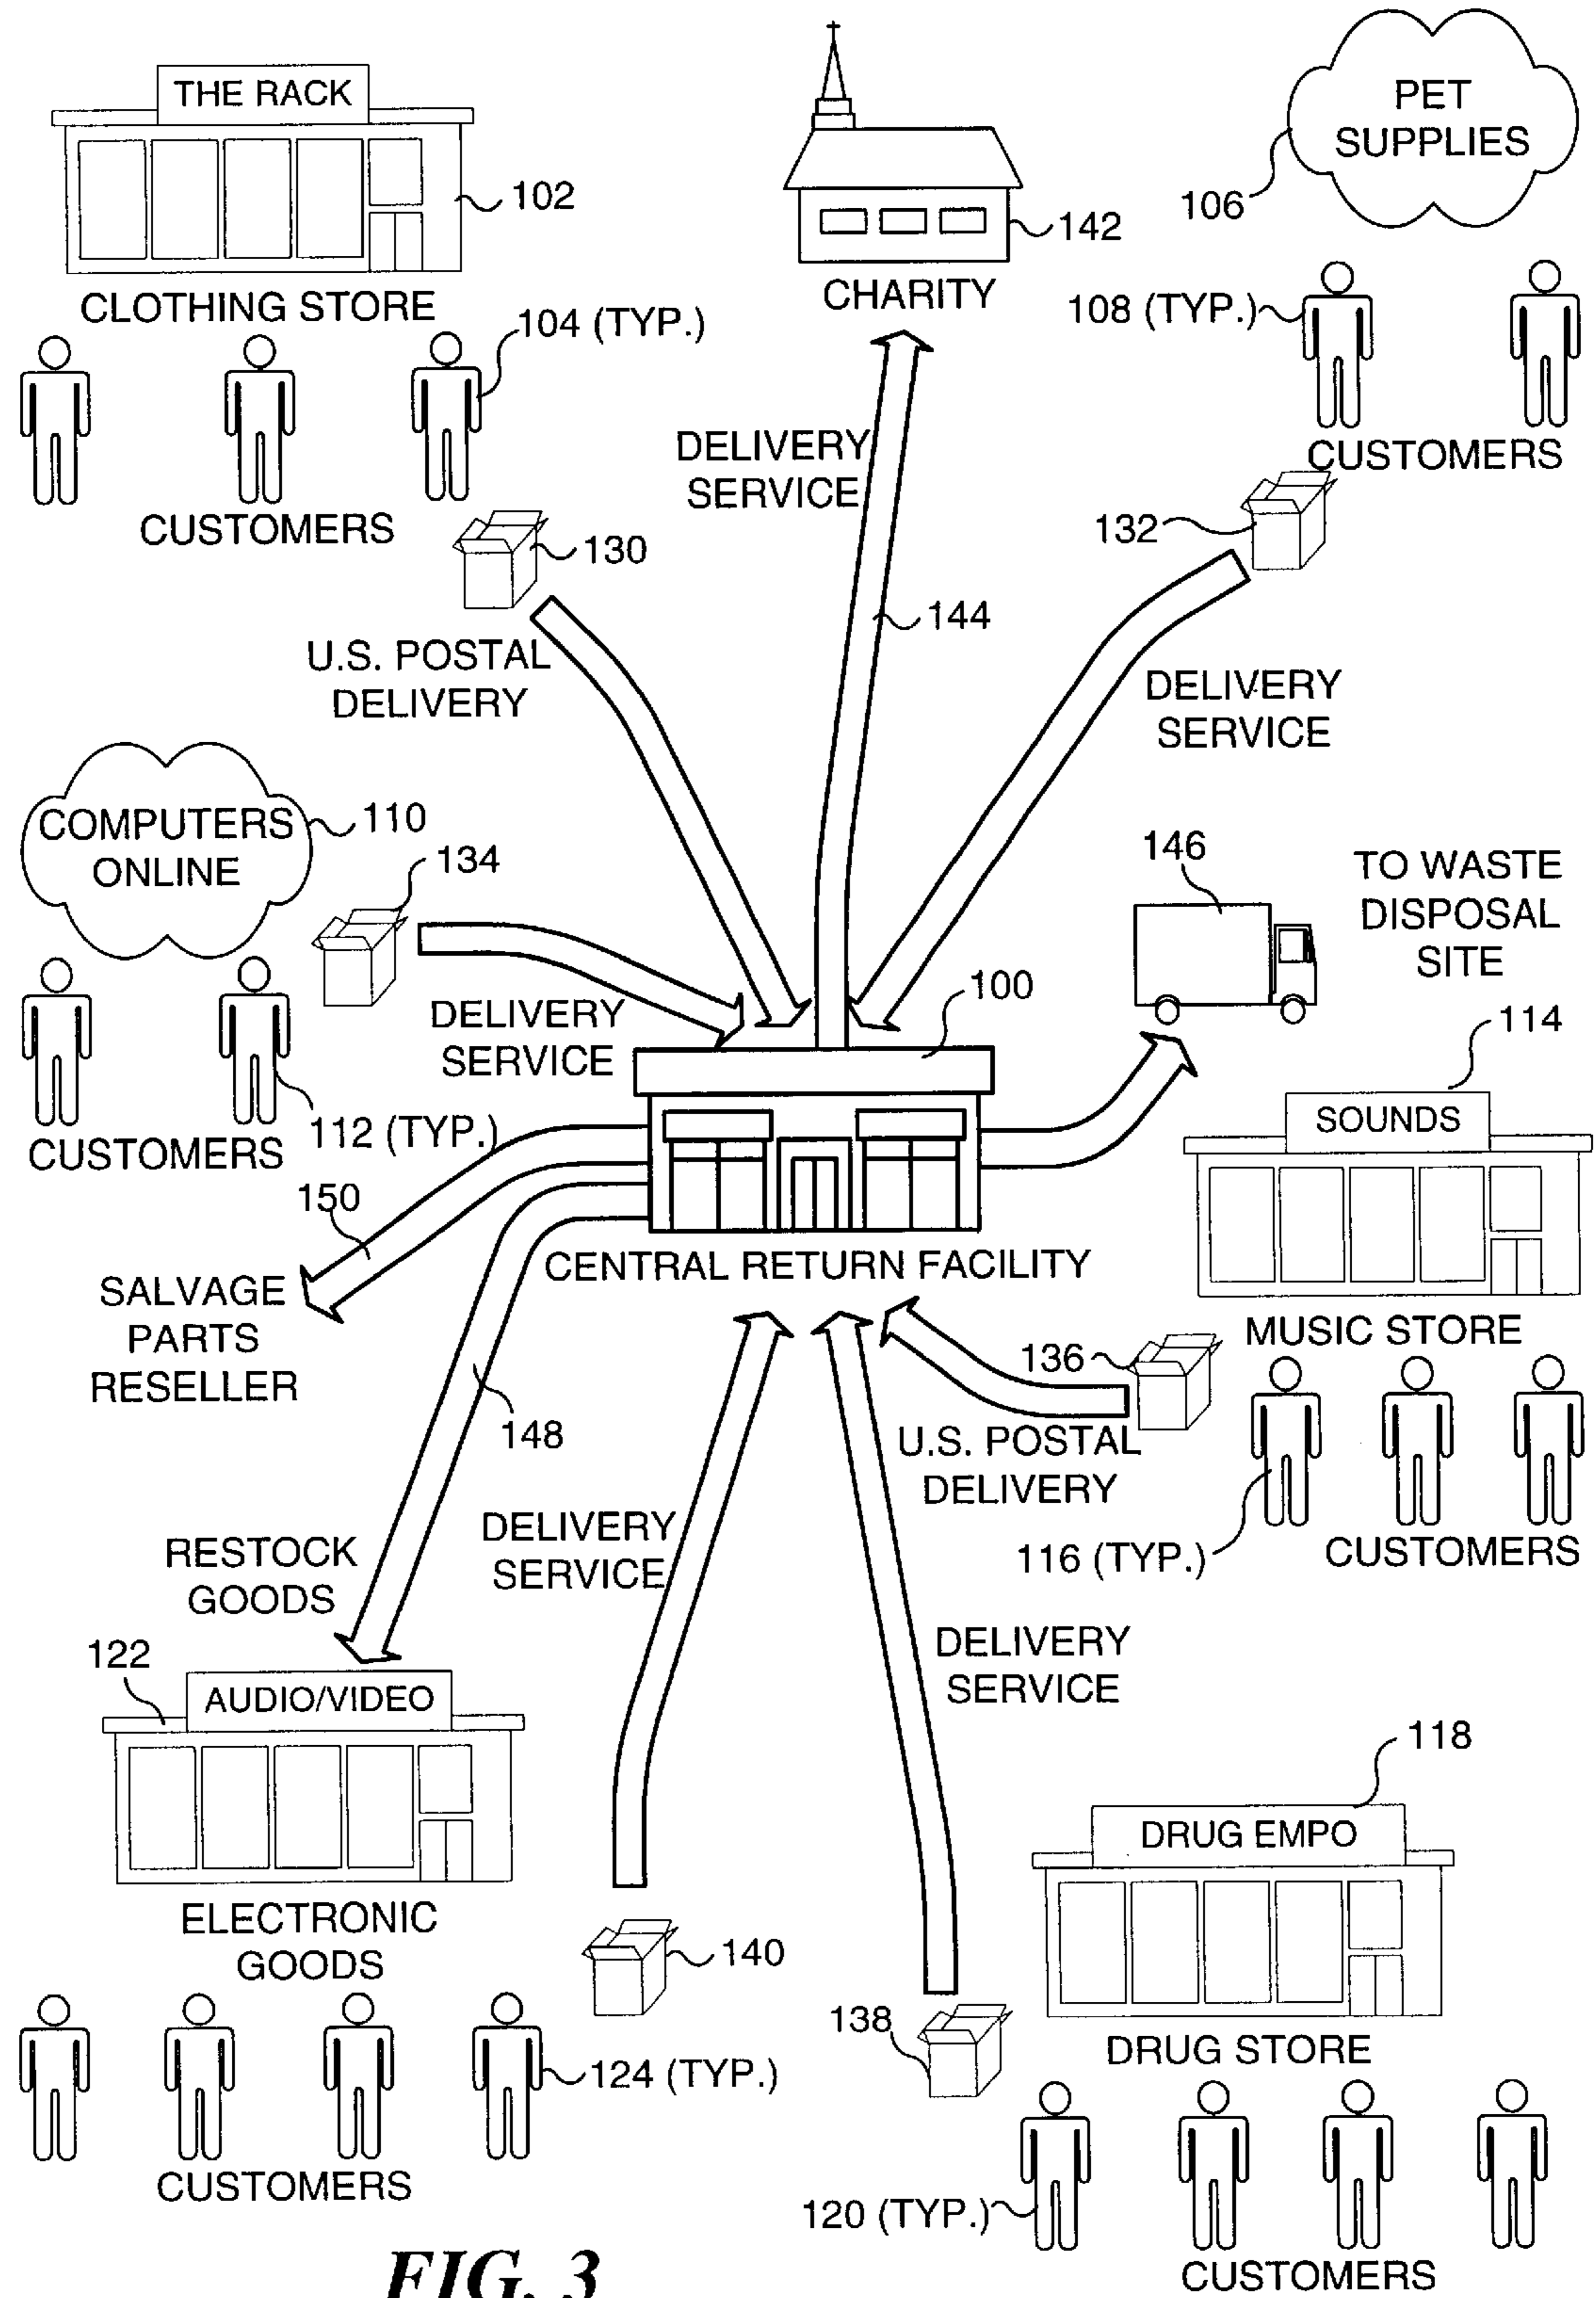 THE RACK
102
CLOTHING STORE
104 (TYP.)
CUSTOMERS
130
U.S. POSTAL
DELIVERY
142
CHARITY
DELIVERY
SERVICE
144
PET
SUPPLIES
106
108 (TYP.)
CUSTOMERS
132
DELIVERY
SERVICE
COMPUTERS
ONLINE
110
134
DELIVERY
SERVICE
112 (TYP.)
CUSTOMERS
146
TO WASTE
DISPOSAL
SITE
100
CENTRAL RETURN FACILITY
114
SOUNDS
MUSIC STORE
136
U.S. POSTAL
DELIVERY
116 (TYP.)
CUSTOMERS
150
SALVAGE
PARTS
RESELLER
148
RESTOCK
GOODS
DELIVERY
SERVICE
DELIVERY
SERVICE
122
AUDIO/VIDEO
ELECTRONIC
GOODS
140
124 (TYP.)
CUSTOMERS
118
DRUG EMPO
DRUG STORE
138
120 (TYP.)
CUSTOMERS
FIG. 3